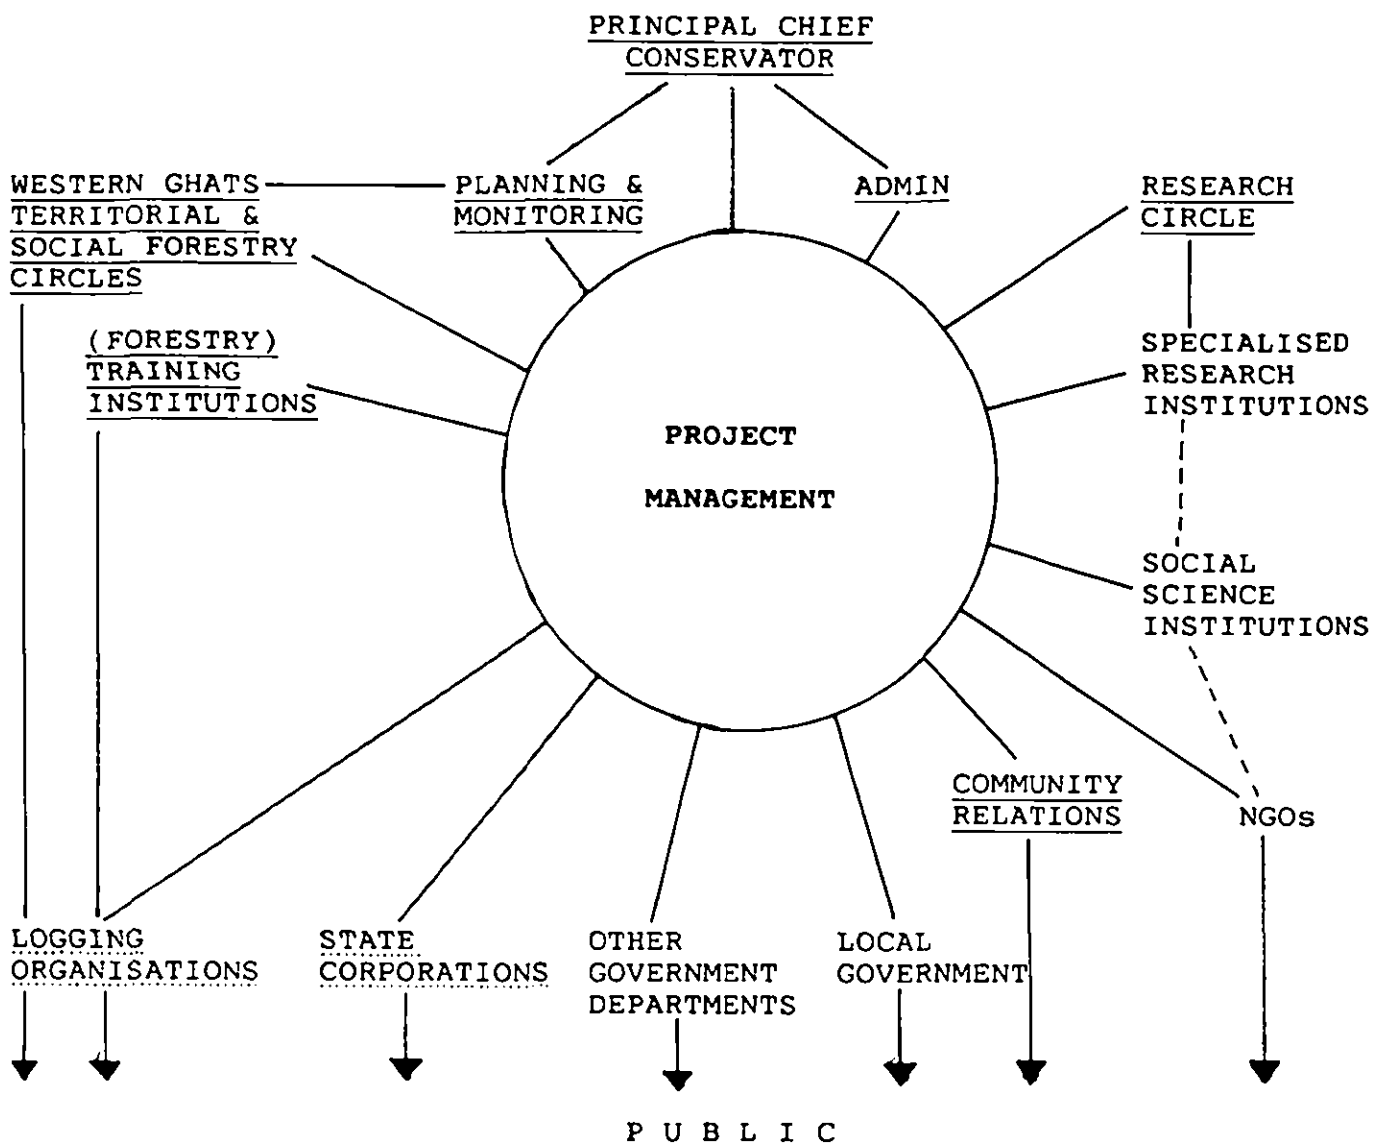 PRINCIPAL CHIEF
CONSERVATOR
WESTERN GHATS
TERRITORIAL &
SOCIAL FORESTRY
CIRCLES
PLANNING &
MONITORING
ADMIN
RESEARCH
CIRCLE
(FORESTRY)
TRAINING
INSTITUTIONS
SPECIALISED
RESEARCH
INSTITUTIONS
PROJECT
MANAGEMENT
SOCIAL
SCIENCE
INSTITUTIONS
COMMUNITY
RELATIONS
NGOs
LOGGING
ORGANISATIONS
STATE
CORPORATIONS
OTHER
GOVERNMENT
DEPARTMENTS
LOCAL
GOVERNMENT
P U B L I C